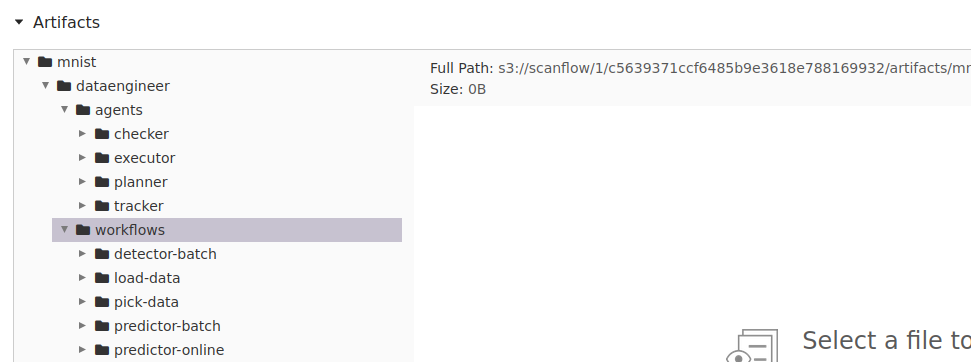 Artifacts
mnist
dataengineer
agents
checker
executor
planner
tracker
workflows
detector-batch
load-data
pick-data
predictor-batch
predictor-online
Full Path: s3://scanflow/1/c5639371ccf6485b9e3618e788169932/artifacts/mn
Size: 0B
Select a file to